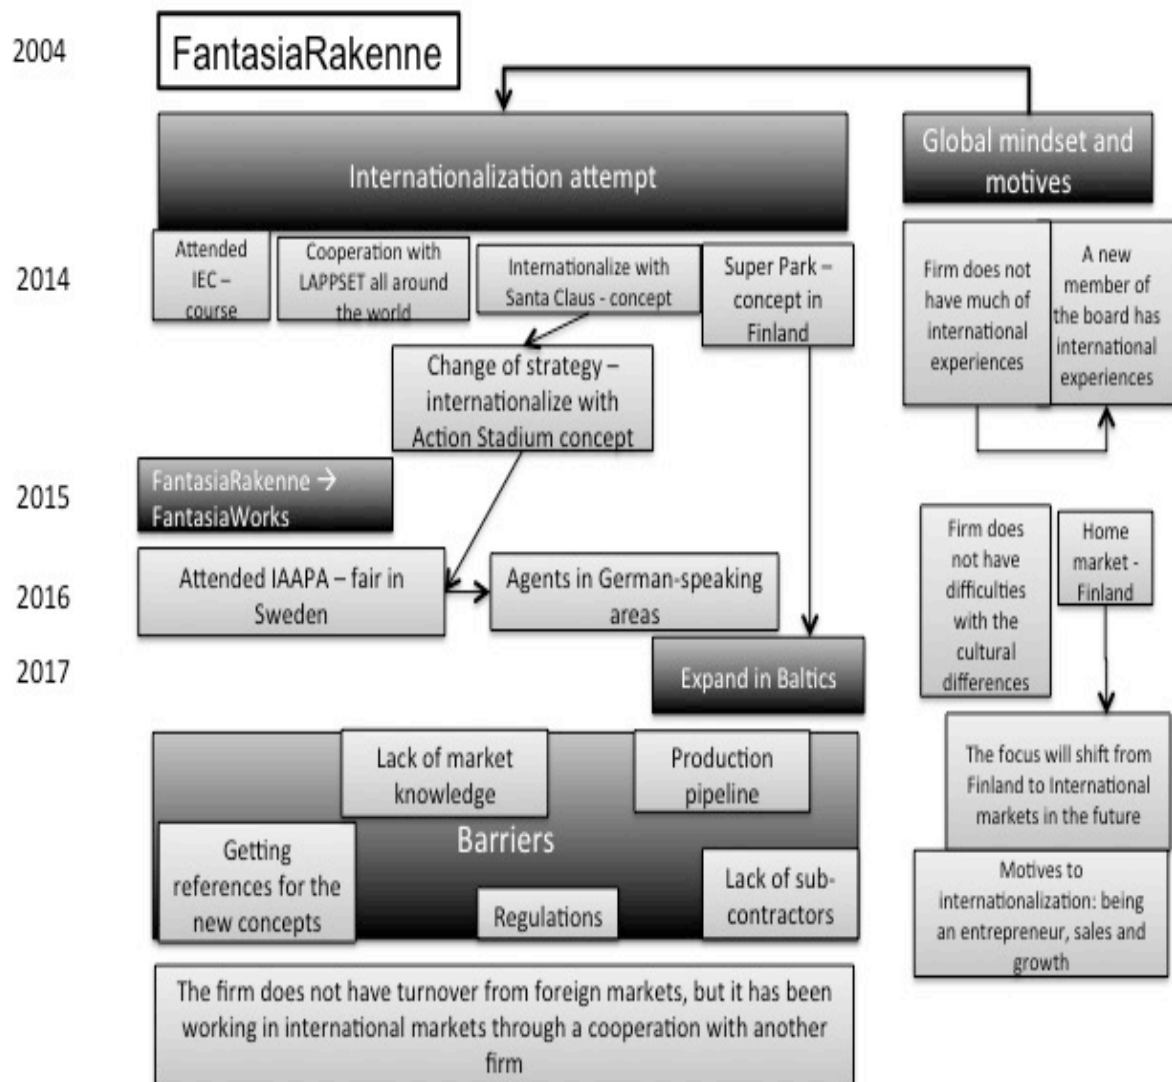 2004
FantasiaRakenne
Internationalization attempt
Global mindset and
motives
2014
Attended
IEC –
course
Cooperation with
LAPPSET all around
the world
Internationalize with
Santa Claus - concept
Super Park –
concept in
Finland
Firm does not
have much of
international
experiences
A new
member of
the board has
international
experiences
Change of strategy –
internationalize with
Action Stadium concept
2015
FantasiaRakenne →
FantasiaWorks
2016
Attended IAAPA – fair in
Sweden
Agents in German-speaking
areas
Firm does
not have
difficulties
with the
cultural
differences
Home
market -
Finland
2017
Expand in Baltics
Lack of market
knowledge
Production
pipeline
Barriers
Getting
references for the
new concepts
Regulations
Lack of sub-
contractors
The focus will shift from
Finland to International
markets in the future
Motives to
internationalization: being
an entrepreneur, sales and
growth
The firm does not have turnover from foreign markets, but it has been
working in international markets through a cooperation with another
firm